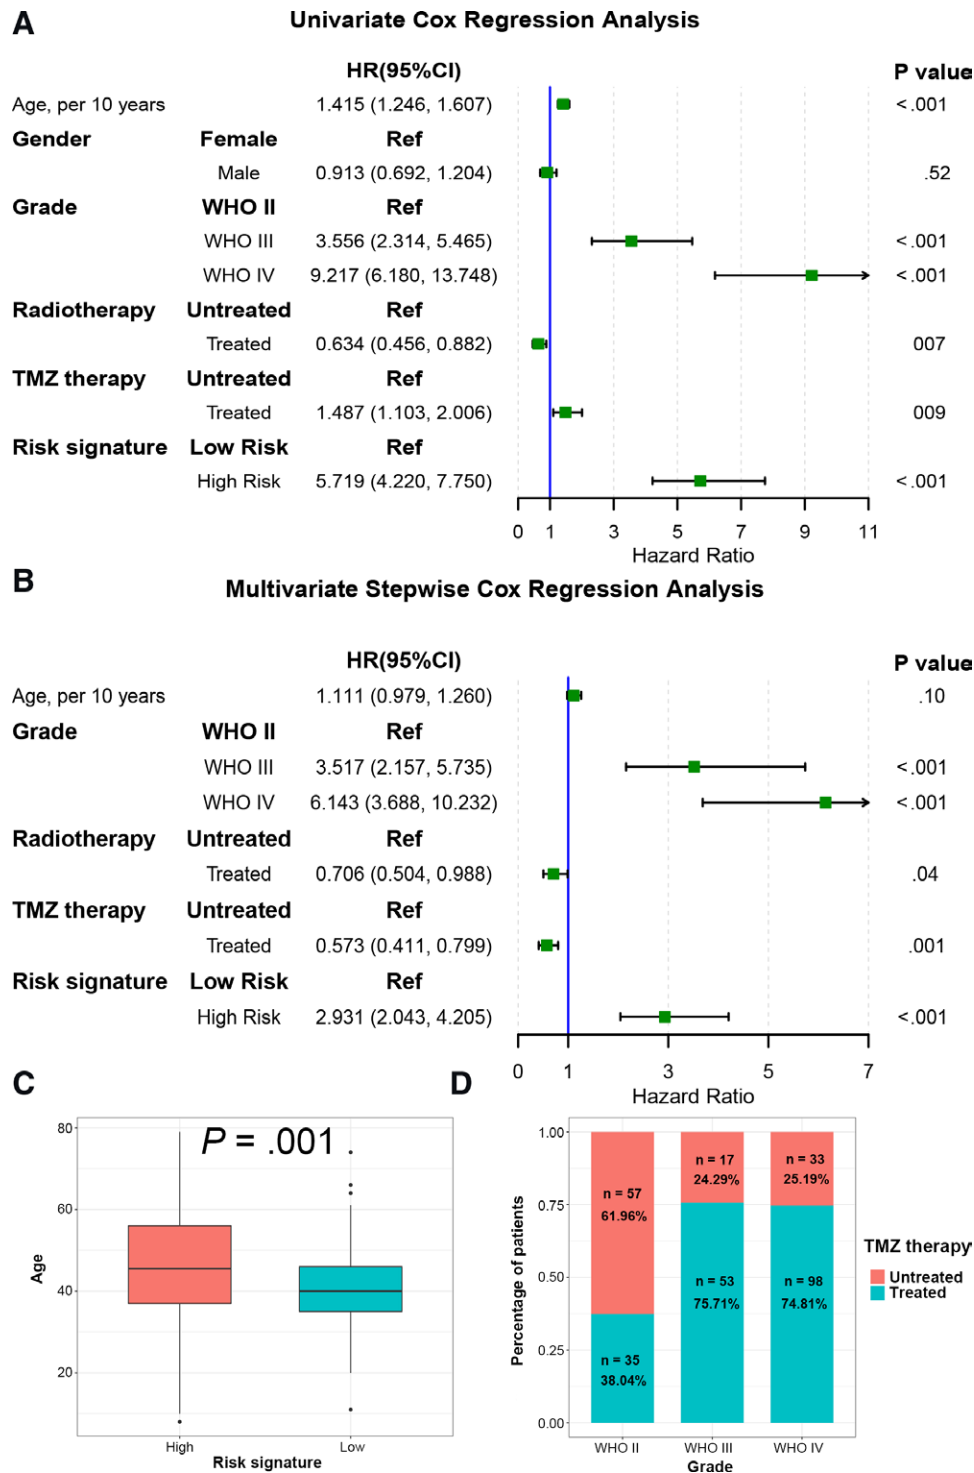 A
Univariate Cox Regression Analysis
HR(95%CI) P value
Age, per 10 years 1.415 (1.246, 1.607) <.001
Gender Female Ref
Male 0.913 (0.692, 1.204) .52
Grade WHO II Ref
WHO III 3.556 (2.314, 5.465) <.001
WHO IV 9.217 (6.180, 13.748) <.001
Radiotherapy Untreated Ref
Treated 0.634 (0.456, 0.882) 007
TMZ therapy Untreated Ref
Treated 1.487 (1.103, 2.006) 009
Risk signature Low Risk Ref
High Risk 5.719 (4.220, 7.750) <.001
0 1 3 5 7 9 11
Hazard Ratio
B
Multivariate Stepwise Cox Regression Analysis
HR(95%CI) P value
Age, per 10 years 1.111 (0.979, 1.260) .10
Grade WHO II Ref
WHO III 3.517 (2.157, 5.735) <.001
WHO IV 6.143 (3.688, 10.232) <.001
Radiotherapy Untreated Ref
Treated 0.706 (0.504, 0.988) .04
TMZ therapy Untreated Ref
Treated 0.573 (0.411, 0.799) .001
Risk signature Low Risk Ref
High Risk 2.931 (2.043, 4.205) <.001
0 1 3 5 7
Hazard Ratio
C
P = .001
80
60
40
20
Age
High Low
Risk signature
D
1.00
0.75
0.50
0.25
0.00
Percentage of patients
n = 57
61.96%
n = 35
38.04%
n = 17
24.29%
n = 53
75.71%
n = 33
25.19%
n = 98
74.81%
WHO II WHO III WHO IV
Grade
TMZ therapy
Untreated
Treated